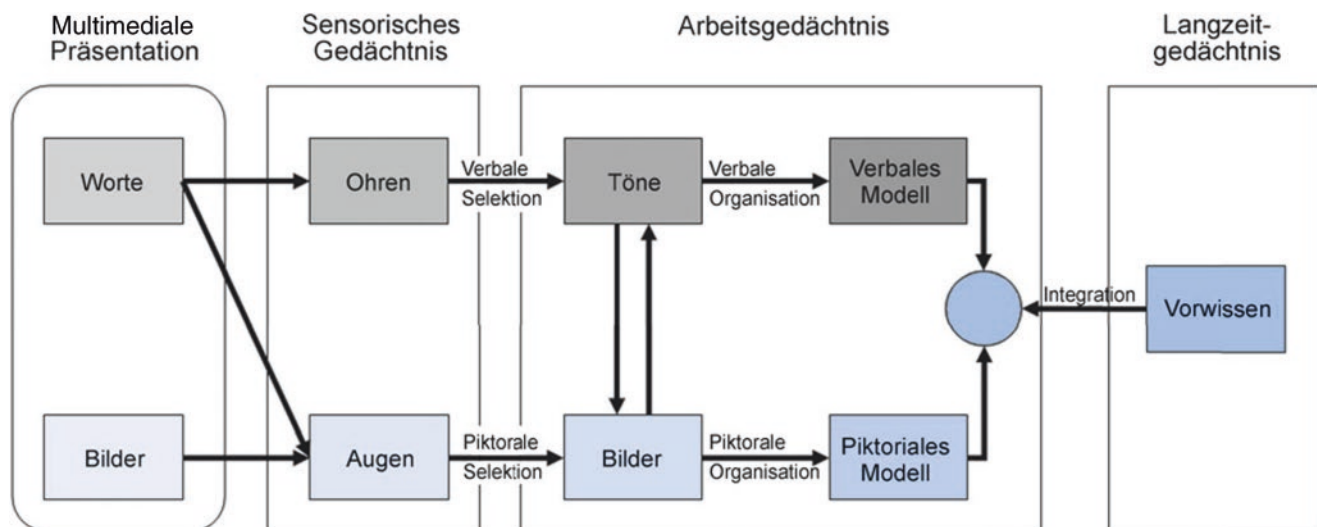 Multimediale
Präsentation
Sensorisches
Gedächtnis
Arbeitsgedächtnis
Langzeit-
gedächtnis
Worte
Ohren
Verbale
Selektion
Töne
Verbale
Organisation
Verbales
Modell
Integration
Vorwissen
Bilder
Augen
Piktorale
Selektion
Bilder
Piktorale
Organisation
Piktoriales
Modell